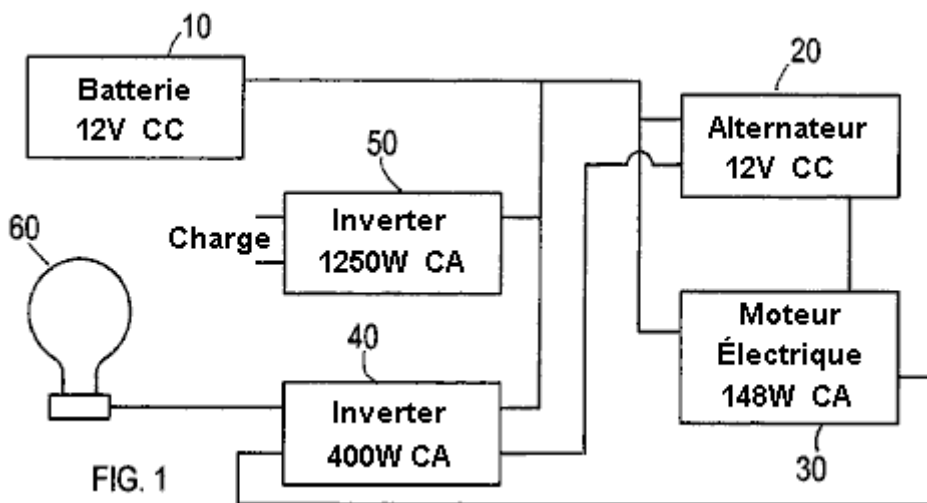 10
Batterie
12V CC
20
Alternateur
12V CC
50
Inverter
1250W CA
Charge
60
Moteur
Électrique
148W CA
30
40
Inverter
400W CA
FIG. 1